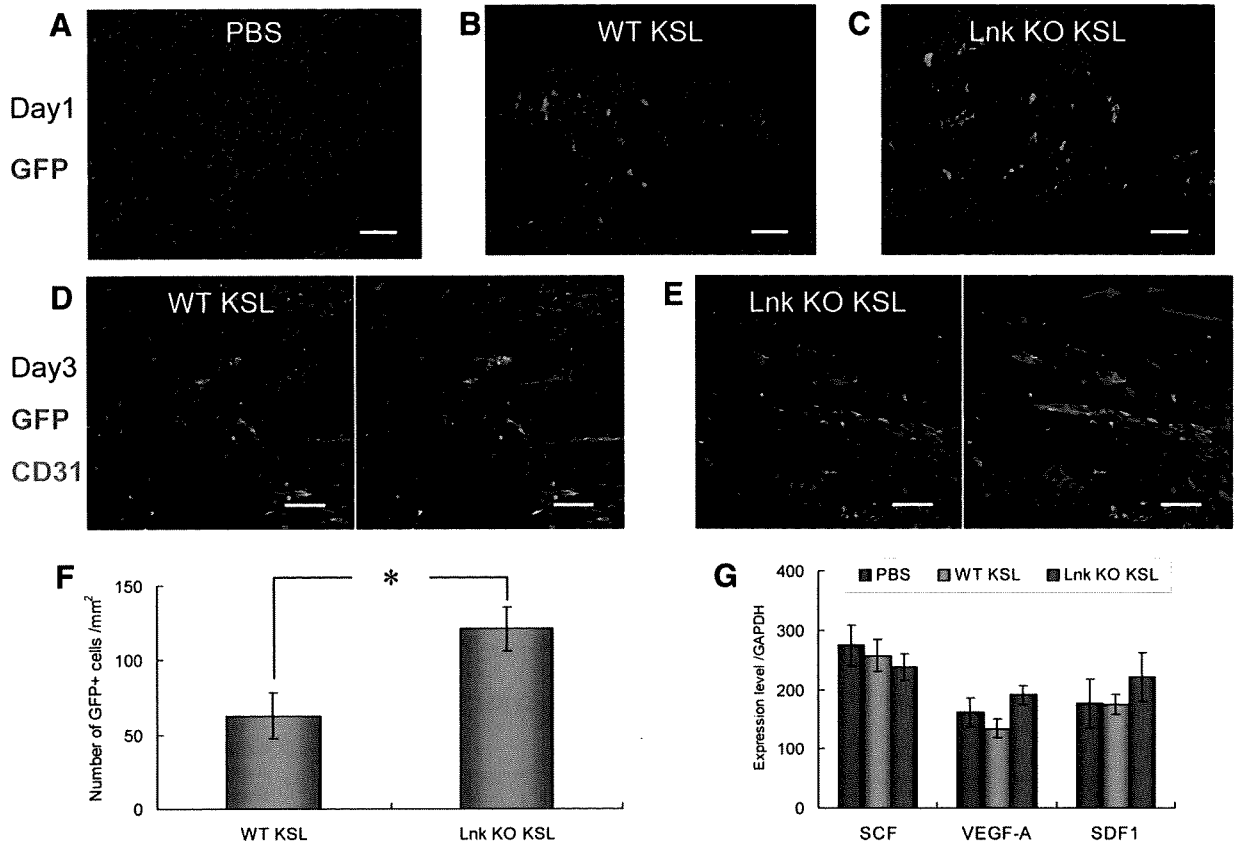 A
PBS
B
WT KSL
C
Lnk KO KSL
Day1
GFP
D
WT KSL
E
Lnk KO KSL
Day3
GFP
CD31
F
150
100
50
0
Number of GFP+ cells /mm²
*
WT KSL
Lnk KO KSL
G
400
300
200
100
0
Expression level /GAPDH
PBS
WT KSL
Lnk KO KSL
SCF
VEGF-A
SDF1